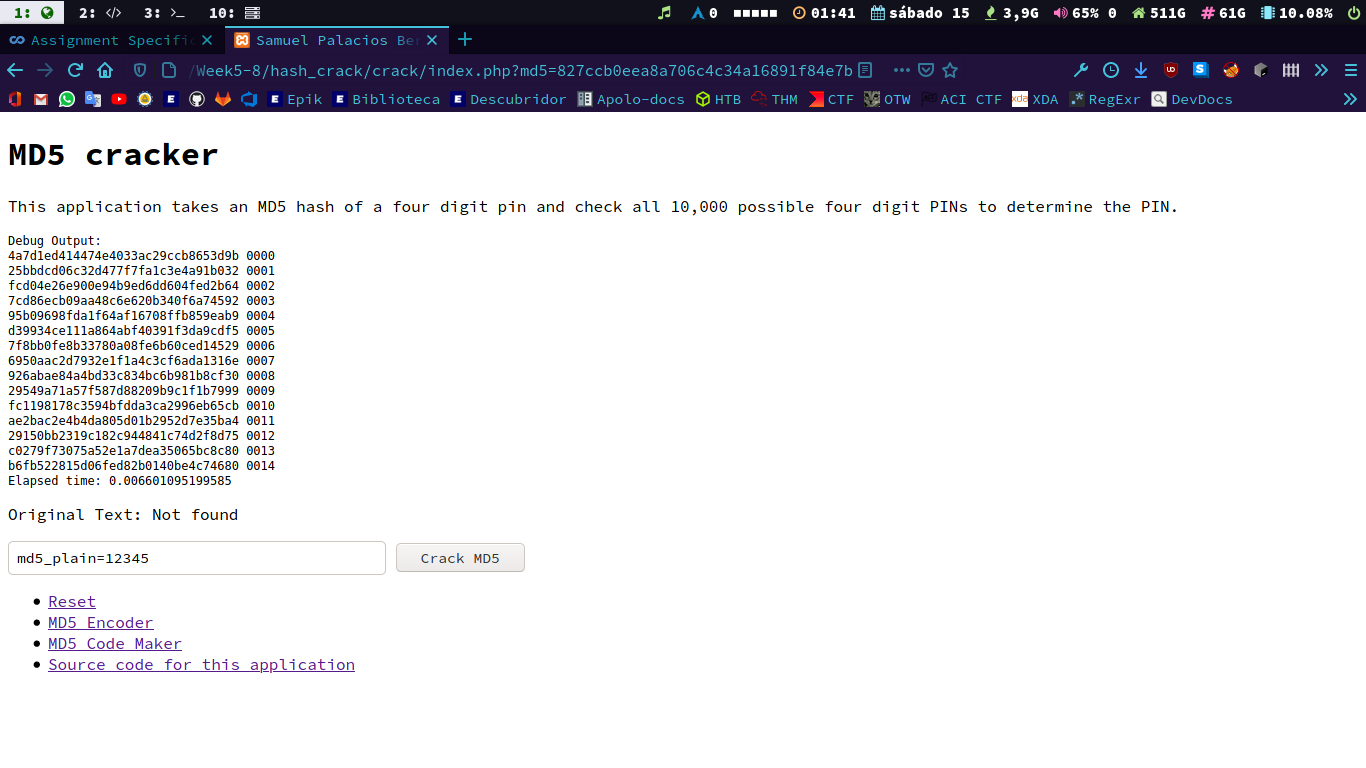 1: 2: </> 3: >_ 10: 0 01:41 sábado 15 3,9G 65% 0 511G 61G 10.08%
Assignment Specifi Samuel Palacios Ber
/Week5-8/hash_crack/crack/index.php?md5=827ccb0eea8a706c4c34a16891f84e7b
Epik Biblioteca Descubridor Apolo-docs HTB THM CTF OTW ACI CTF XDA RegExr DevDocs
MD5 cracker
This application takes an MD5 hash of a four digit pin and check all 10,000 possible four digit PINs to determine the PIN.
Debug Output:
4a7d1ed414474e4033ac29ccb8653d9b 0000
25bbdcd06c32d477f7fa1c3e4a91b032 0001
fcd04e26e900e94b9ed6dd604fed2b64 0002
7cd86ecb09aa48c6e620b340f6a74592 0003
95b09698fda1f64af16708ffb859eab9 0004
d39934ce111a864abf40391f3da9cdf5 0005
7f8bb0fe8b33780a08fe6b60ced14529 0006
6950aac2d7932e1f1a4c3cf6ada1316e 0007
926abae84a4bd33c834bc6b981b8cf30 0008
29549a71a57f587d88209b9c1f1b7999 0009
fc1198178c3594bfdda3ca2996eb65cb 0010
ae2bac2e4b4da805d01b2952d7e35ba4 0011
29150bb2319c182c944841c74d2f8d75 0012
c0279f73075a52e1a7dea35065bc8c80 0013
b6fb522815d06fed82b0140be4c74680 0014
Elapsed time: 0.006601095199585
Original Text: Not found
md5_plain=12345 Crack MD5
Reset
MD5 Encoder
MD5 Code Maker
Source code for this application